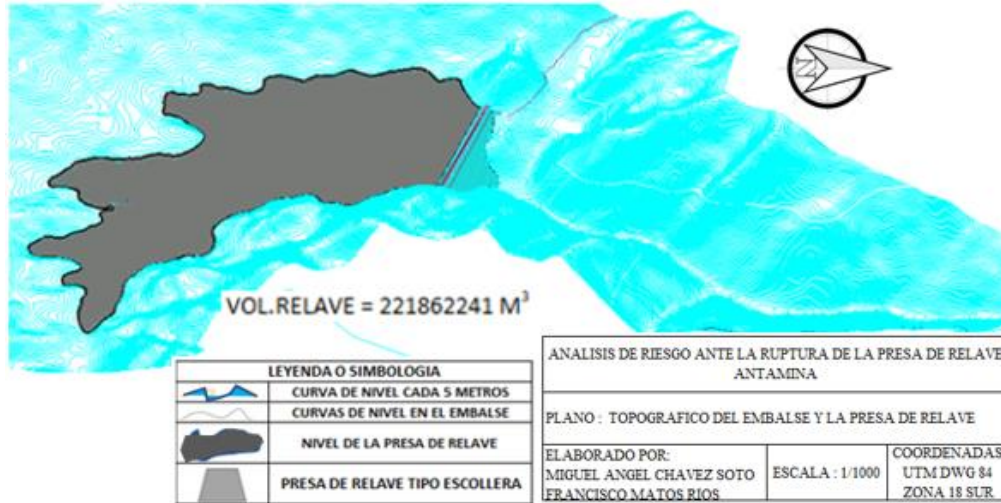 N
VOL.RELAVE = 221862241 M³
LEYENDA O SIMBOLOGIA
CURVA DE NIVEL CADA 5 METROS
CURVAS DE NIVEL EN EL EMBALSE
NIVEL DE LA PRESA DE RELAVE
PRESA DE RELAVE TIPO ESCOLLERA
ANALISIS DE RIESGO ANTE LA RUPTURA DE LA PRESA DE RELAVE
ANTAMINA
PLANO : TOPOGRAFICO DEL EMBALSE Y LA PRESA DE RELAVE
ELABORADO POR:
MIGUEL ANGEL CHAVEZ SOTO
FRANCISCO MATOS RIOS
ESCALA : 1/1000
COORDENADAS
UTM DWG 84
ZONA 18 SUR